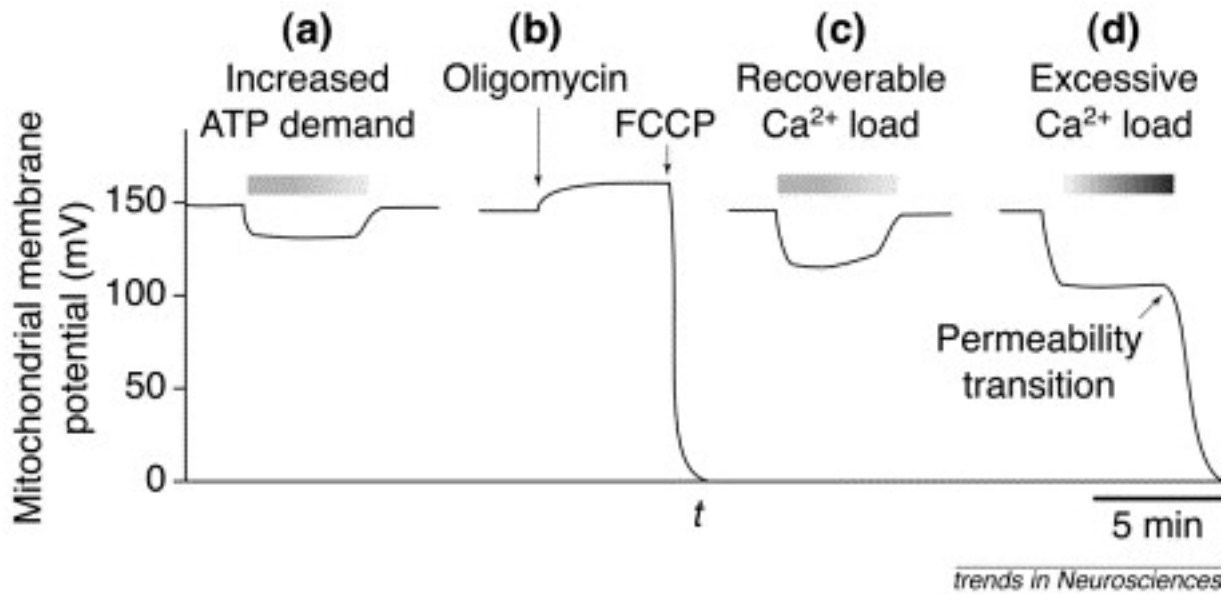 (a)
Increased
ATP demand
(b)
Oligomycin
FCCP
(c)
Recoverable
Ca²⁺ load
(d)
Excessive
Ca²⁺ load
Mitochondrial membrane
potential (mV)
150
100
50
0
Permeability
transition
t
5 min
trends in Neurosciences